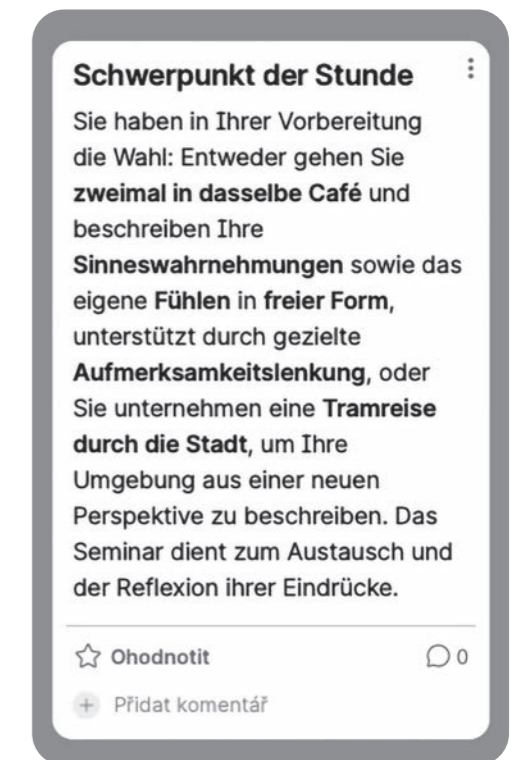 Schwerpunkt der Stunde
Sie haben in Ihrer Vorbereitung
die Wahl: Entweder gehen Sie
zweimal in dasselbe Café und
beschreiben Ihre
Sinneswahrnehmungen sowie das
eigene Fühlen in freier Form,
unterstützt durch gezielte
Aufmerksamkeitslenkung, oder
Sie unternehmen eine Tramreise
durch die Stadt, um Ihre
Umgebung aus einer neuen
Perspektive zu beschreiben. Das
Seminar dient zum Austausch und
der Reflexion ihrer Eindrücke.
Ohodnotit 0
Přidat komentář